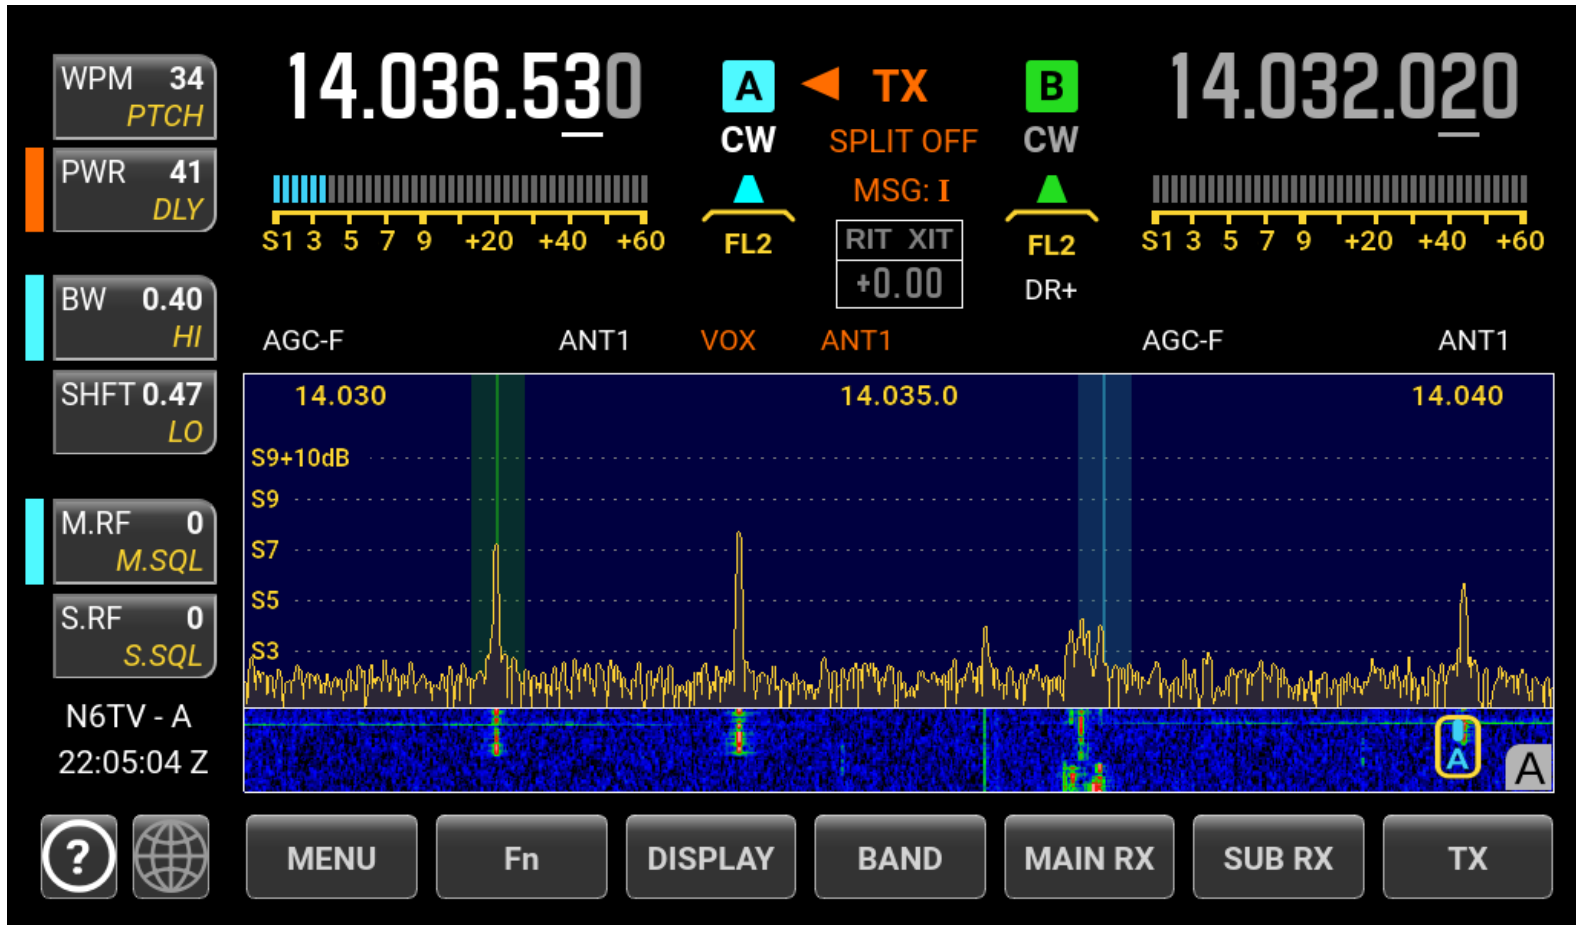 WPM 34
PTCH
PWR 41
DLY
BW 0.40
HI
SHFT 0.47
LO
M.RF 0
M.SQL
S.RF 0
S.SQL
N6TV - A
22:05:04 Z
14.036.530
A
TX
B
14.032.020
CW
SPLIT OFF
CW
MSG: I
S1 3 5 7 9 +20 +40 +60
FL2
RIT XIT
+0.00
FL2
DR+
S1 3 5 7 9 +20 +40 +60
AGC-F ANT1 VOX ANT1 AGC-F ANT1
14.030 14.035.0 14.040
S9+10dB
S9
S7
S5
S3
A
A
? MENU Fn DISPLAY BAND MAIN RX SUB RX TX